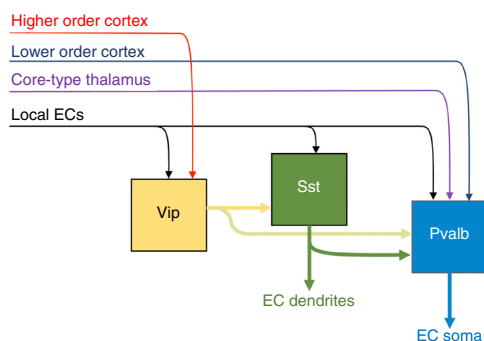 Higher order cortex
Lower order cortex
Core-type thalamus
Local ECs
Vip
Sst
Pvalb
EC dendrites
EC soma